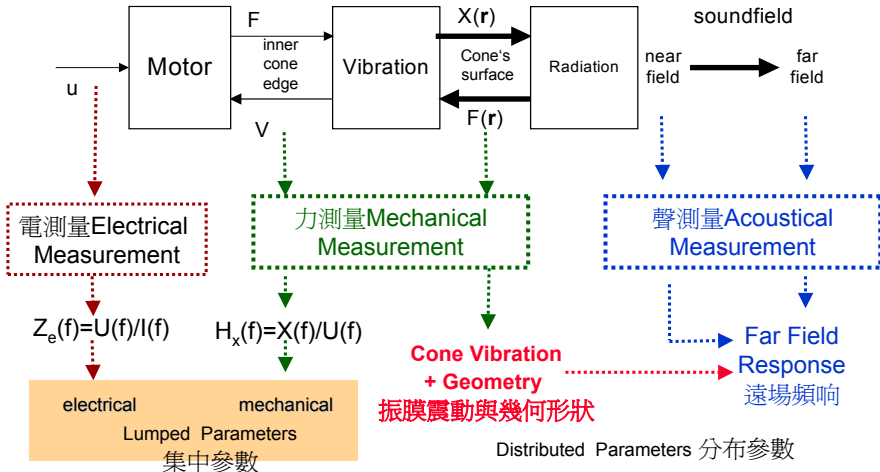 F
X(r)
soundfield
Motor
inner
cone
edge
Vibration
Cone's
surface
Radiation
near
field
far
field
u
V
F(r)
電測量Electrical
Measurement
力測量Mechanical
Measurement
聲測量Acoustical
Measurement
Ze(f)=U(f)/I(f)
Hx(f)=X(f)/U(f)
Cone Vibration
+ Geometry
振膜震動與幾何形狀
Far Field
Response
遠場頻响
electrical
mechanical
Lumped Parameters
集中參數
Distributed Parameters 分布參數